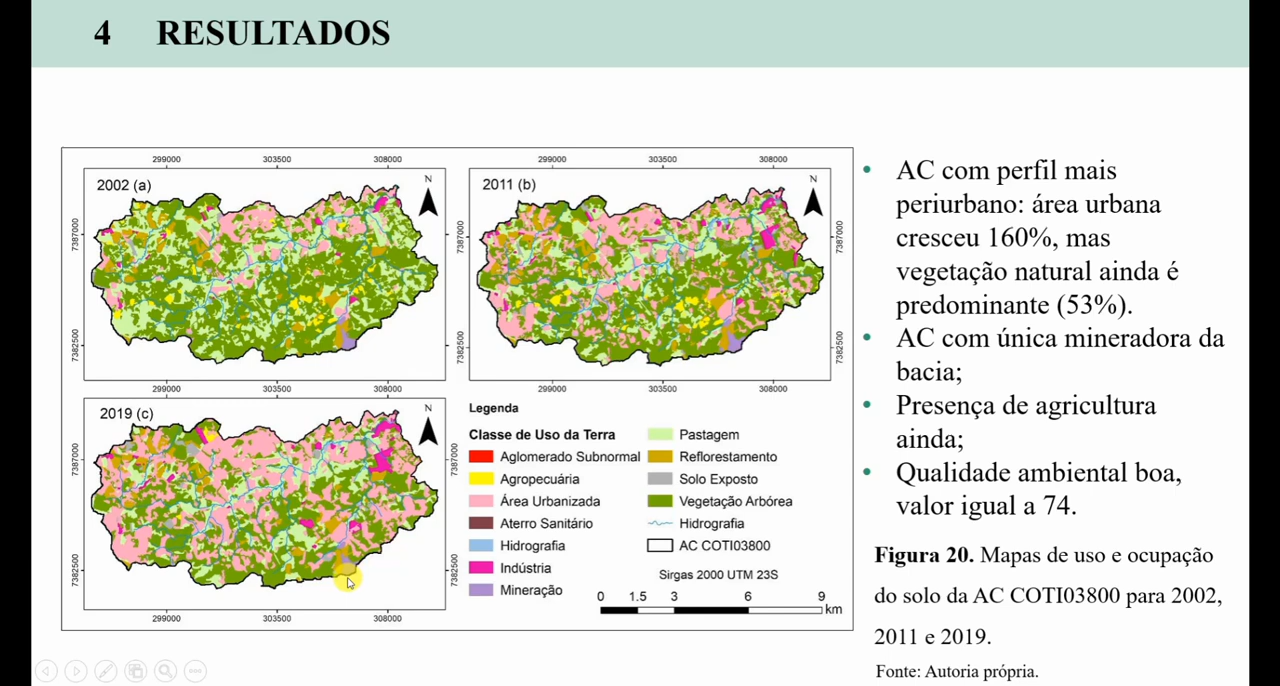 4 RESULTADOS
299000 303500 308000
299000 303500 308000
2002 (a)
N
7387000
7382500
2011 (b)
N
7387000
7382500
299000 303500 308000
2019 (c)
N
7387000
7382500
299000 303500 308000
Legenda
Classe de Uso da Terra
Aglomerado Subnormal
Agropecuária
Área Urbanizada
Aterro Sanitário
Hidrografia
Indústria
Mineração
Pastagem
Reflorestamento
Solo Exposto
Vegetação Arbórea
Hidrografia
AC COTI03800
Sirgas 2000 UTM 23S
0 1.5 3 6 9
km
• AC com perfil mais
periurbano: área urbana
cresceu 160%, mas
vegetação natural ainda é
predominante (53%).
• AC com única mineradora da
bacia;
• Presença de agricultura
ainda;
• Qualidade ambiental boa,
valor igual a 74.
Figura 20. Mapas de uso e ocupação
do solo da AC COTI03800 para 2002,
2011 e 2019.
Fonte: Autoria própria.